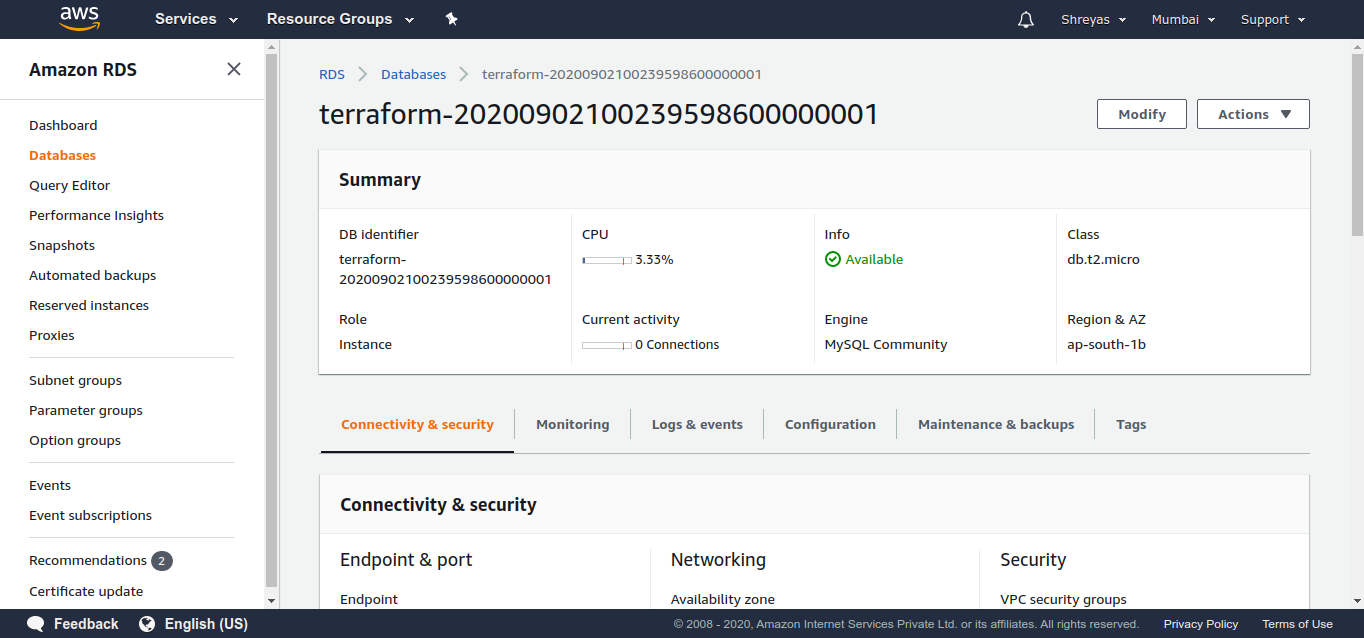 aws Services Resource Groups Shreyas Mumbai Support
Amazon RDS
Dashboard
Databases
Query Editor
Performance Insights
Snapshots
Automated backups
Reserved instances
Proxies
Subnet groups
Parameter groups
Option groups
Events
Event subscriptions
Recommendations 2
Certificate update
RDS Databases terraform-20200902100239598600000001
terraform-20200902100239598600000001
Modify Actions
Summary
DB identifier
terraform-
20200902100239598600000001
CPU
3.33%
Info
Available
Class
db.t2.micro
Role
Instance
Current activity
0 Connections
Engine
MySQL Community
Region & AZ
ap-south-1b
Connectivity & security Monitoring Logs & events Configuration Maintenance & backups Tags
Connectivity & security
Endpoint & port
Endpoint
Networking
Availability zone
Security
VPC security groups
Feedback English (US) © 2008 - 2020, Amazon Internet Services Private Ltd. or its affiliates. All rights reserved. Privacy Policy Terms of Use